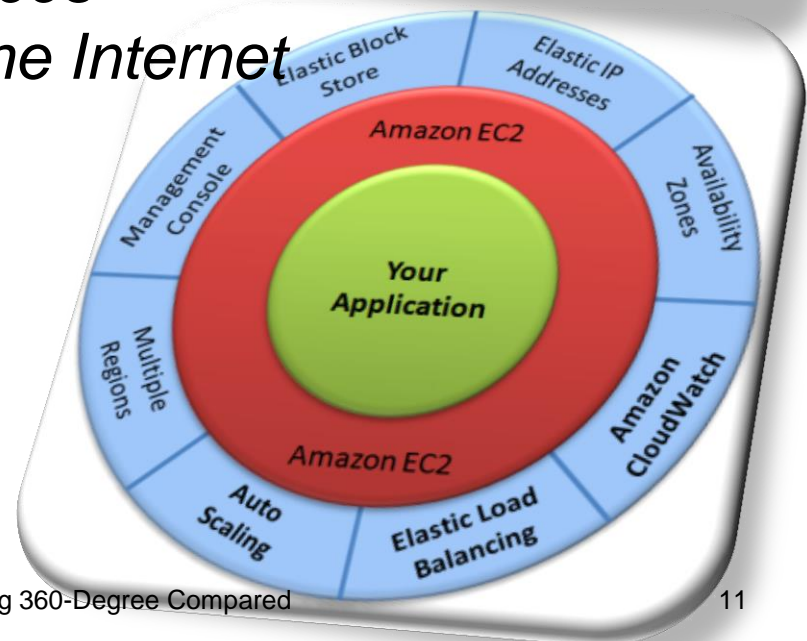 ne Internet
Elastic Block
Store
Elastic IP
Addresses
Availability
Zones
Amazon
CloudWatch
Elastic Load
Balancing
Auto
Scaling
Multiple
Regions
Management
Console
Amazon EC2
Your
Application
Amazon EC2
g 360-Degree Compared
11